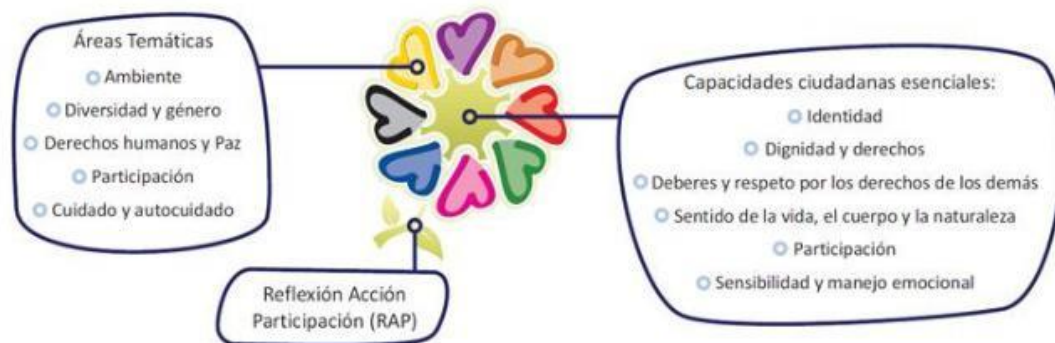 Áreas Temáticas
Ambiente
Diversidad y género
Derechos humanos y Paz
Participación
Cuidado y autocuidado
Capacidades ciudadanas esenciales:
Identidad
Dignidad y derechos
Deberes y respeto por los derechos de los demás
Sentido de la vida, el cuerpo y la naturaleza
Participación
Sensibilidad y manejo emocional
Reflexión Acción
Participación (RAP)